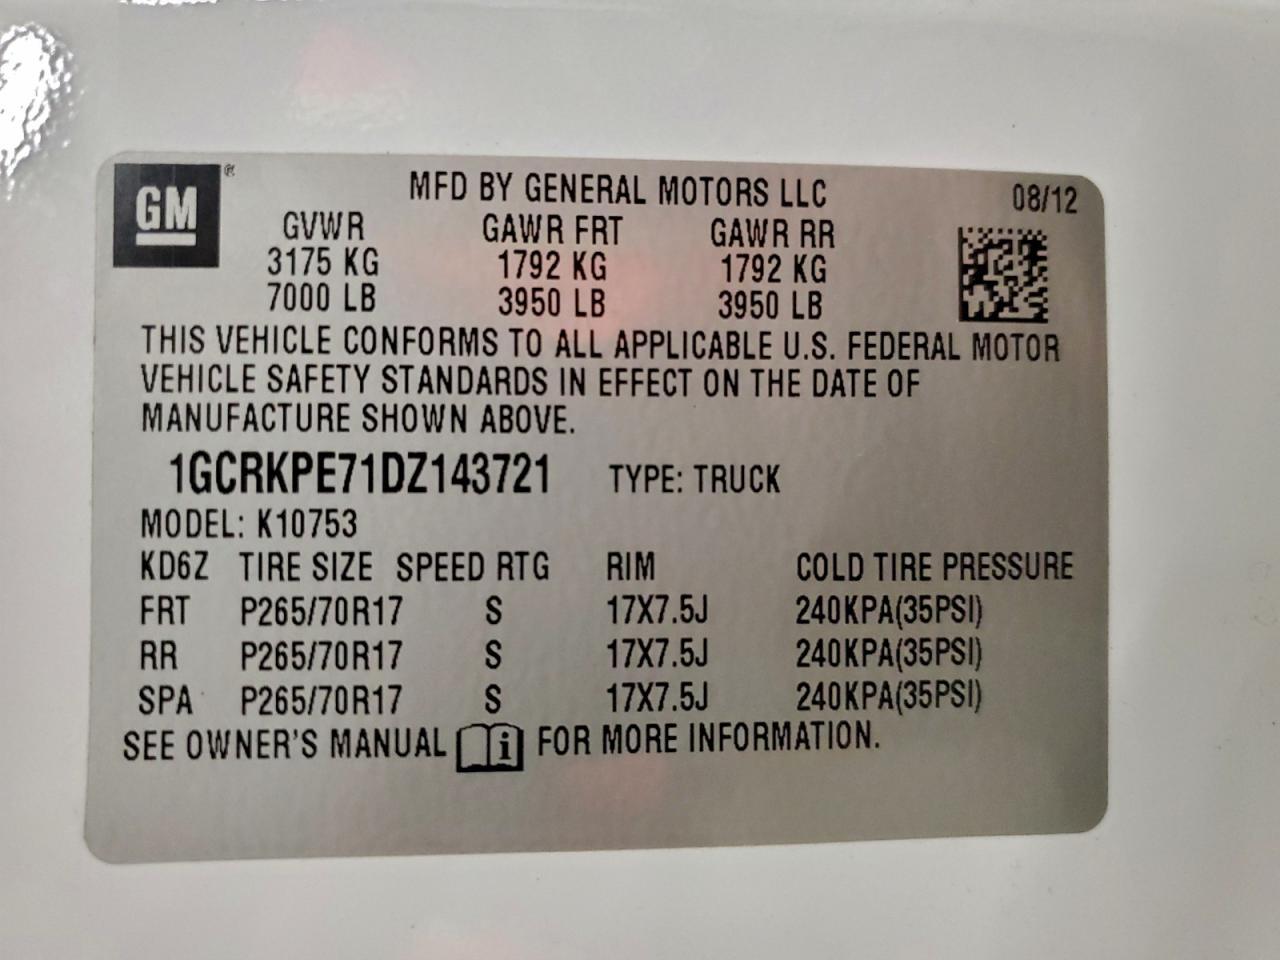 GM ®
MFD BY GENERAL MOTORS LLC 08/12
GVWR GAWR FRT GAWR RR
3175 KG 1792 KG 1792 KG
7000 LB 3950 LB 3950 LB
THIS VEHICLE CONFORMS TO ALL APPLICABLE U.S. FEDERAL MOTOR
VEHICLE SAFETY STANDARDS IN EFFECT ON THE DATE OF
MANUFACTURE SHOWN ABOVE.
1GCRKPE71DZ143721 TYPE: TRUCK
MODEL: K10753
KD6Z TIRE SIZE SPEED RTG RIM COLD TIRE PRESSURE
FRT P265/70R17 S 17X7.5J 240KPA(35PSI)
RR P265/70R17 S 17X7.5J 240KPA(35PSI)
SPA P265/70R17 S 17X7.5J 240KPA(35PSI)
SEE OWNER'S MANUAL i FOR MORE INFORMATION.